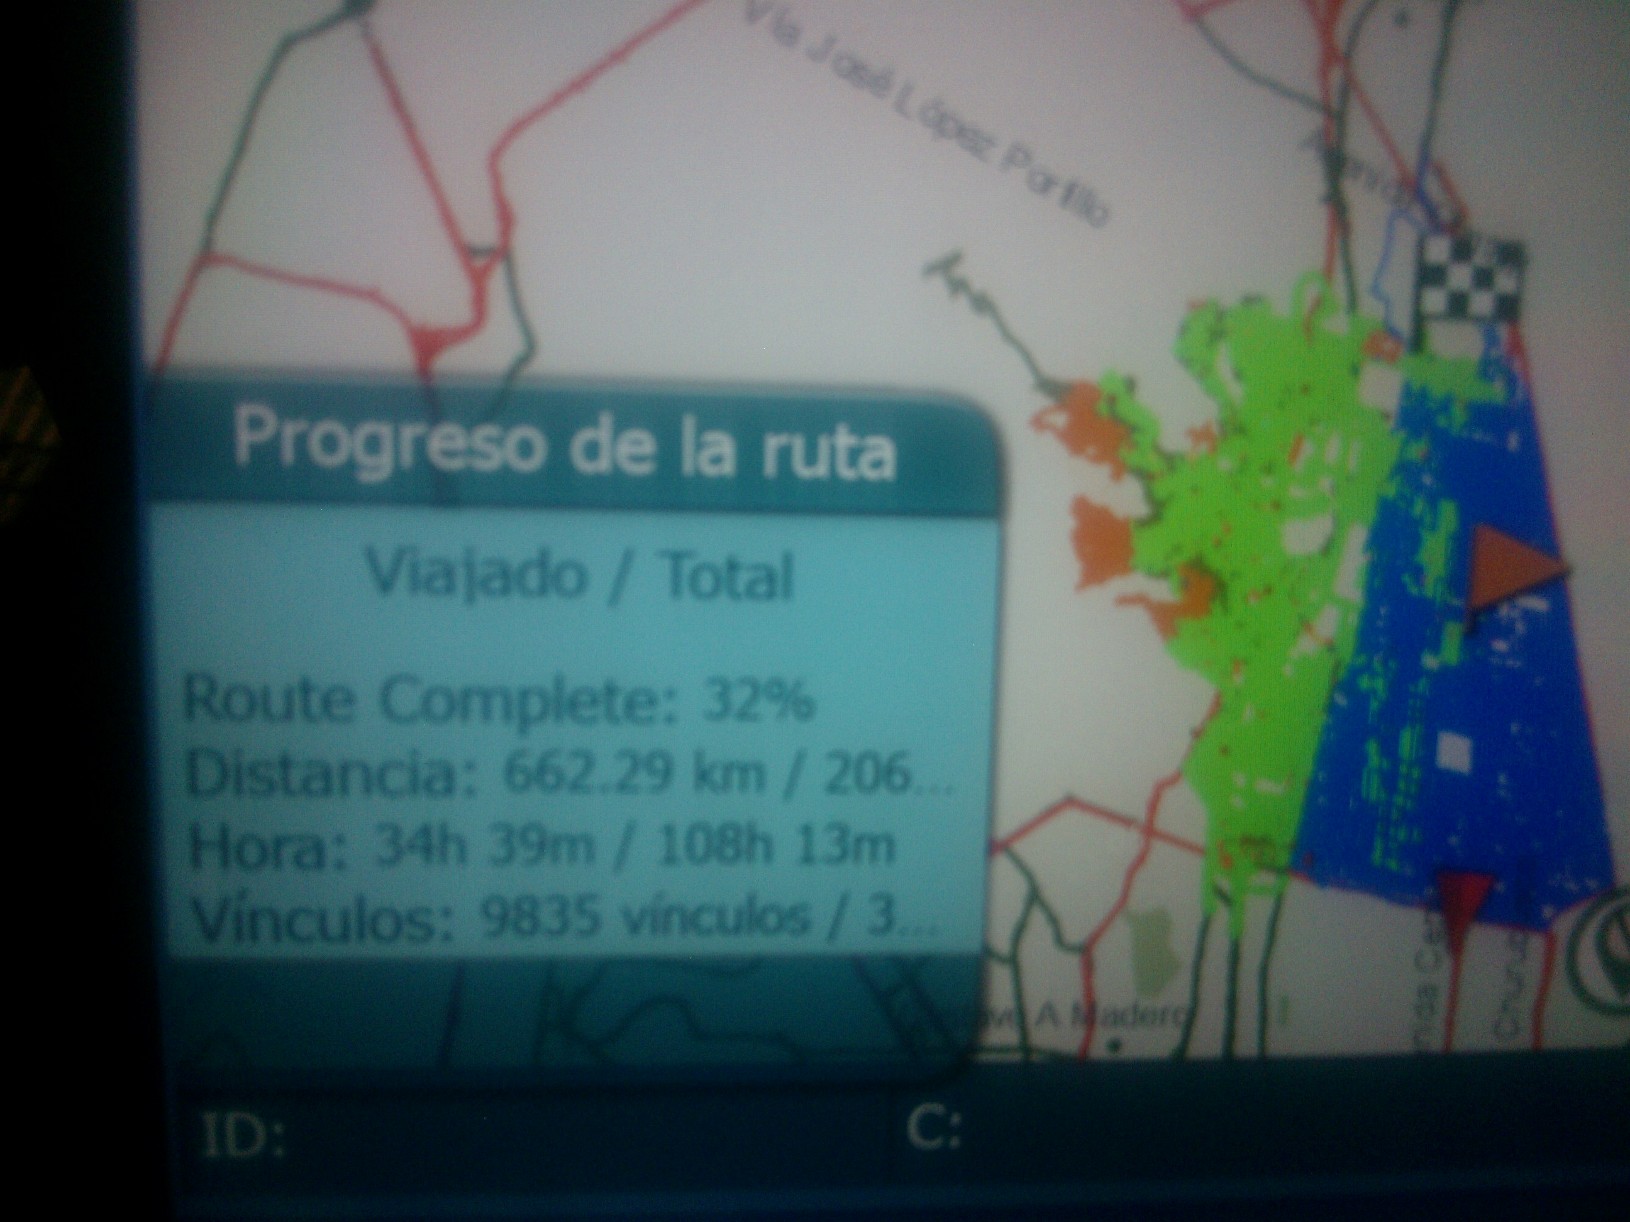 Vía José López Portillo
Progreso de la ruta
Viajado / Total
Route Complete: 32%
Distancia: 662.29 km / 206...
Hora: 34h 39m / 108h 13m
Vínculos: 9835 vínculos / 3...
A Madero
ID:
C: